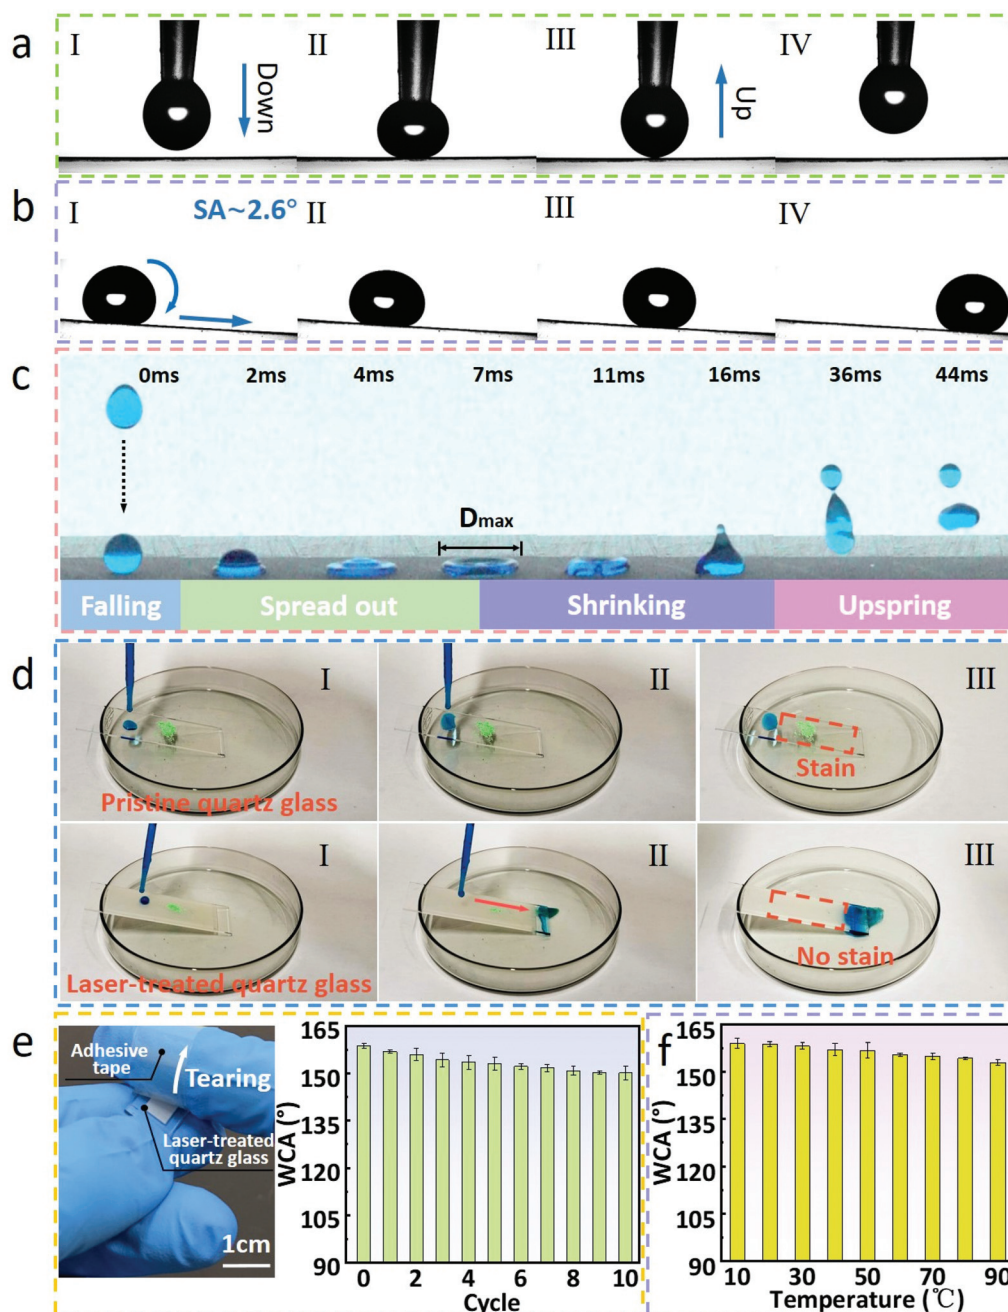 a
I
II
III
IV
Down
Up
b
I
SA~2.6°
II
III
IV
c
0ms
2ms
4ms
7ms
11ms
16ms
36ms
44ms
Dmax
Falling
Spread out
Shrinking
Upspring
d
I
II
III
Pristine quartz glass
Stain
I
II
III
Laser-treated quartz glass
No stain
e
Adhesive
tape
Tearing
Laser-treated
quartz glass
1cm
WCA (°)
165
150
135
120
105
90
0 2 4 6 8 10
Cycle
f
WCA (°)
165
150
135
120
105
90
10 30 50 70 90
Temperature (℃)